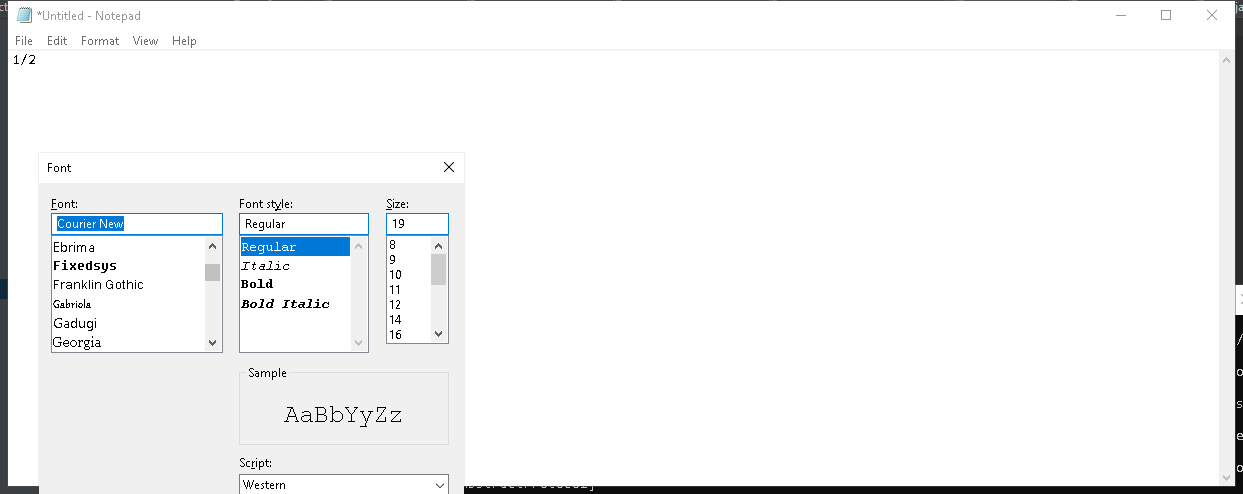 *Untitled - Notepad
File Edit Format View Help
1/2
Font
Font: Font style: Size:
Courier New Regular 19
Ebrima
Fixedsys
Franklin Gothic
Gabriola
Gadugi
Georgia
Regular
Italic
Bold
Bold Italic
8
9
10
11
12
14
16
Sample
AaBbYyZz
Script:
Western